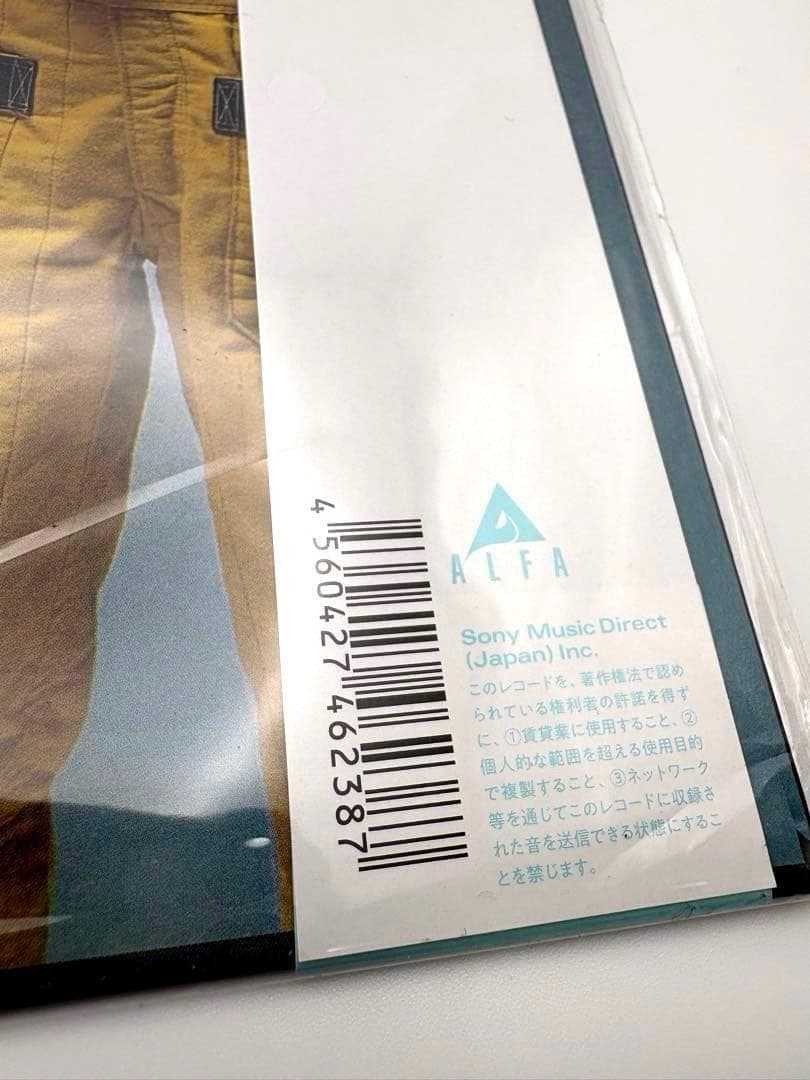 4 560427 462387
ALFA
Sony Music Direct
(Japan) Inc.
このレコードを、著作権法で認め
られている権利者の許諾を得ず
に、①賃貸業に使用すること、②
個人的な範囲を超える使用目的
で複製すること、③ネットワーク
等を通じてこのレコードに収録さ
れた音を送信できる状態にするこ
とを禁じます。